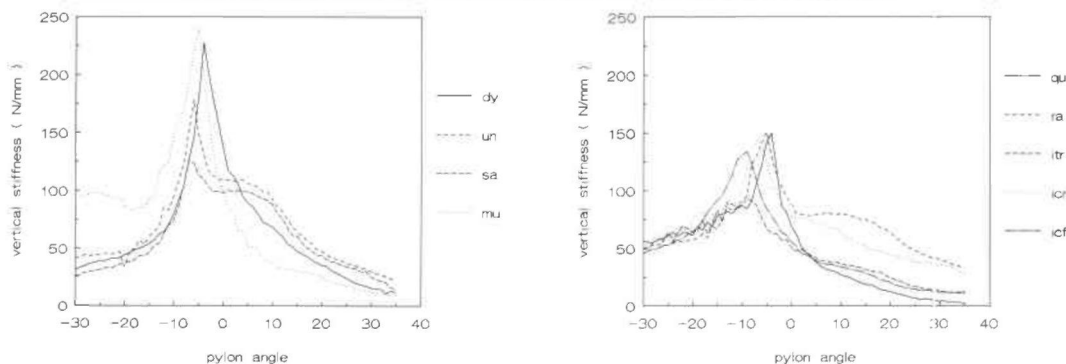 250
200
150
100
50
0
vertical stiffness ( N/mm )
-30 -20 -10 0 10 20 30 40
pylon angle
dy
un
sa
mu
250
200
150
100
50
0
vertical stiffness ( N/mm )
-30 -20 -10 0 10 20 30 40
pylon angle
qu
ra
itr